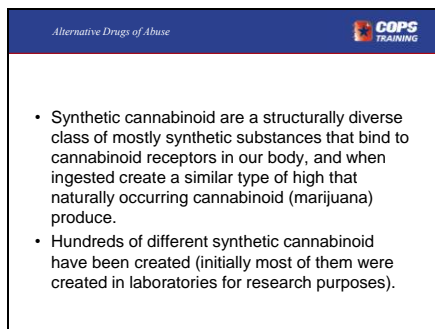 Alternative Drugs of Abuse
COPS
TRAINING
• Synthetic cannabinoid are a structurally diverse
class of mostly synthetic substances that bind to
cannabinoid receptors in our body, and when
ingested create a similar type of high that
naturally occurring cannabinoid (marijuana)
produce.
• Hundreds of different synthetic cannabinoid
have been created (initially most of them were
created in laboratories for research purposes).